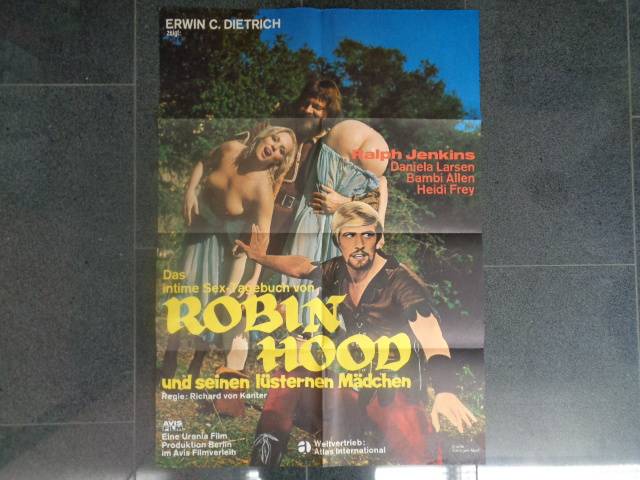 ERWIN C. DIETRICH
zeigt:
Ralph Jenkins
Daniela Larsen
Bambi Allen
Heidi Frey
Das
intime Sex-Tagebuch von
ROBIN
HOOD
und seinen lüsternen Mädchen
Regie: Richard von Kanter
AVIS
FILM
Eine Urania Film
Produktion Berlin
im Avis Filmverleih
a Weltvertrieb:
Atlas International